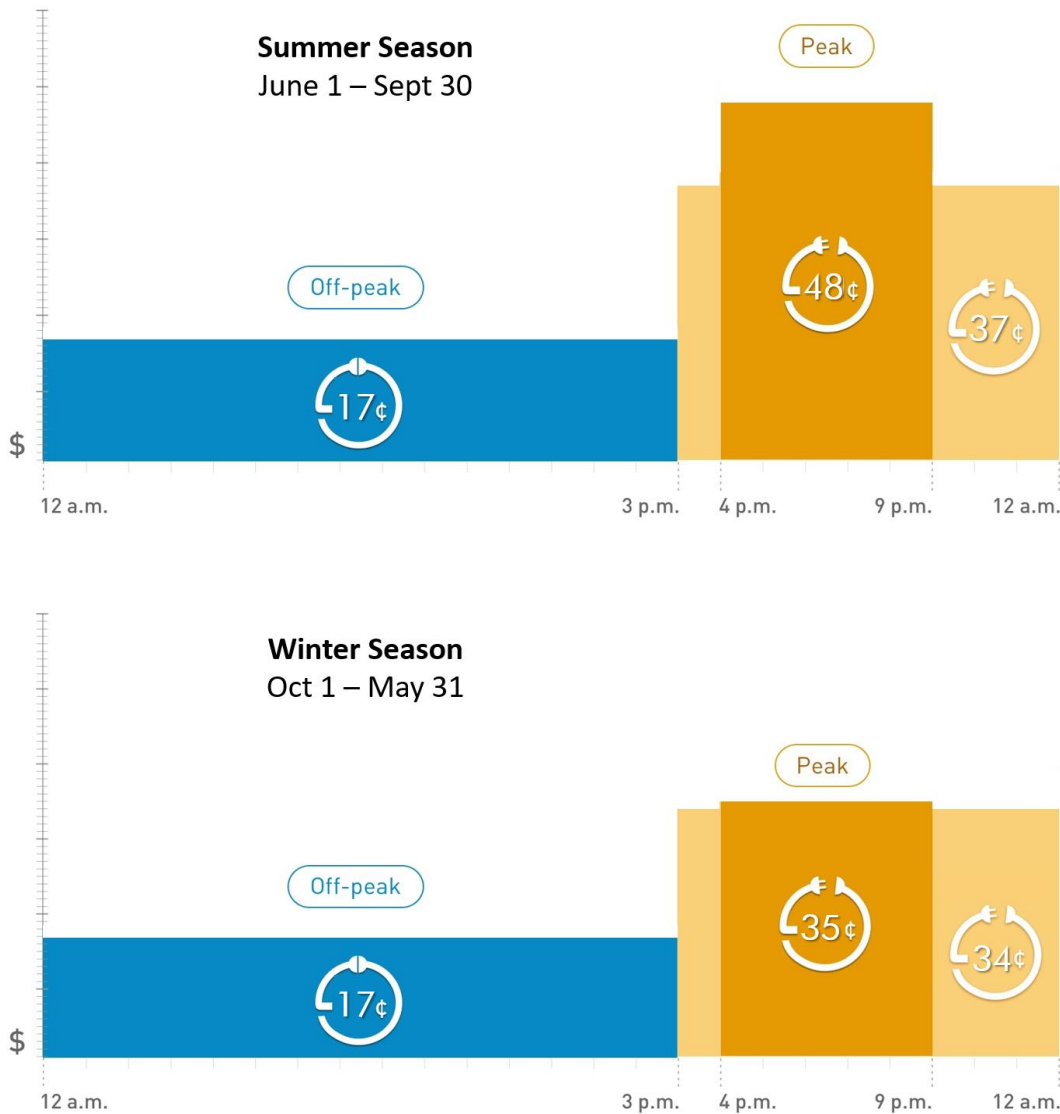 Summer Season
June 1 – Sept 30
Peak
Off-peak
48¢
37¢
17¢
$
12 a.m. 3 p.m. 4 p.m. 9 p.m. 12 a.m.
Winter Season
Oct 1 – May 31
Peak
Off-peak
35¢
34¢
17¢
$
12 a.m. 3 p.m. 4 p.m. 9 p.m. 12 a.m.